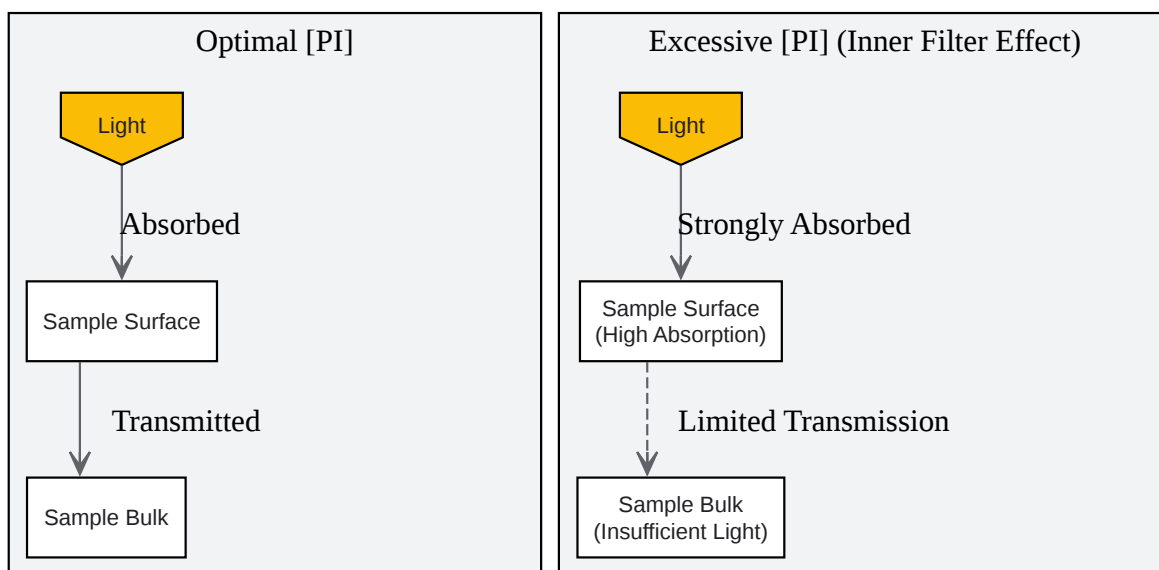 Optimal [PI]
Light
Absorbed
Sample Surface
Transmitted
Sample Bulk
Excessive [PI] (Inner Filter Effect)
Light
Strongly Absorbed
Sample Surface
(High Absorption)
Limited Transmission
Sample Bulk
(Insufficient Light)